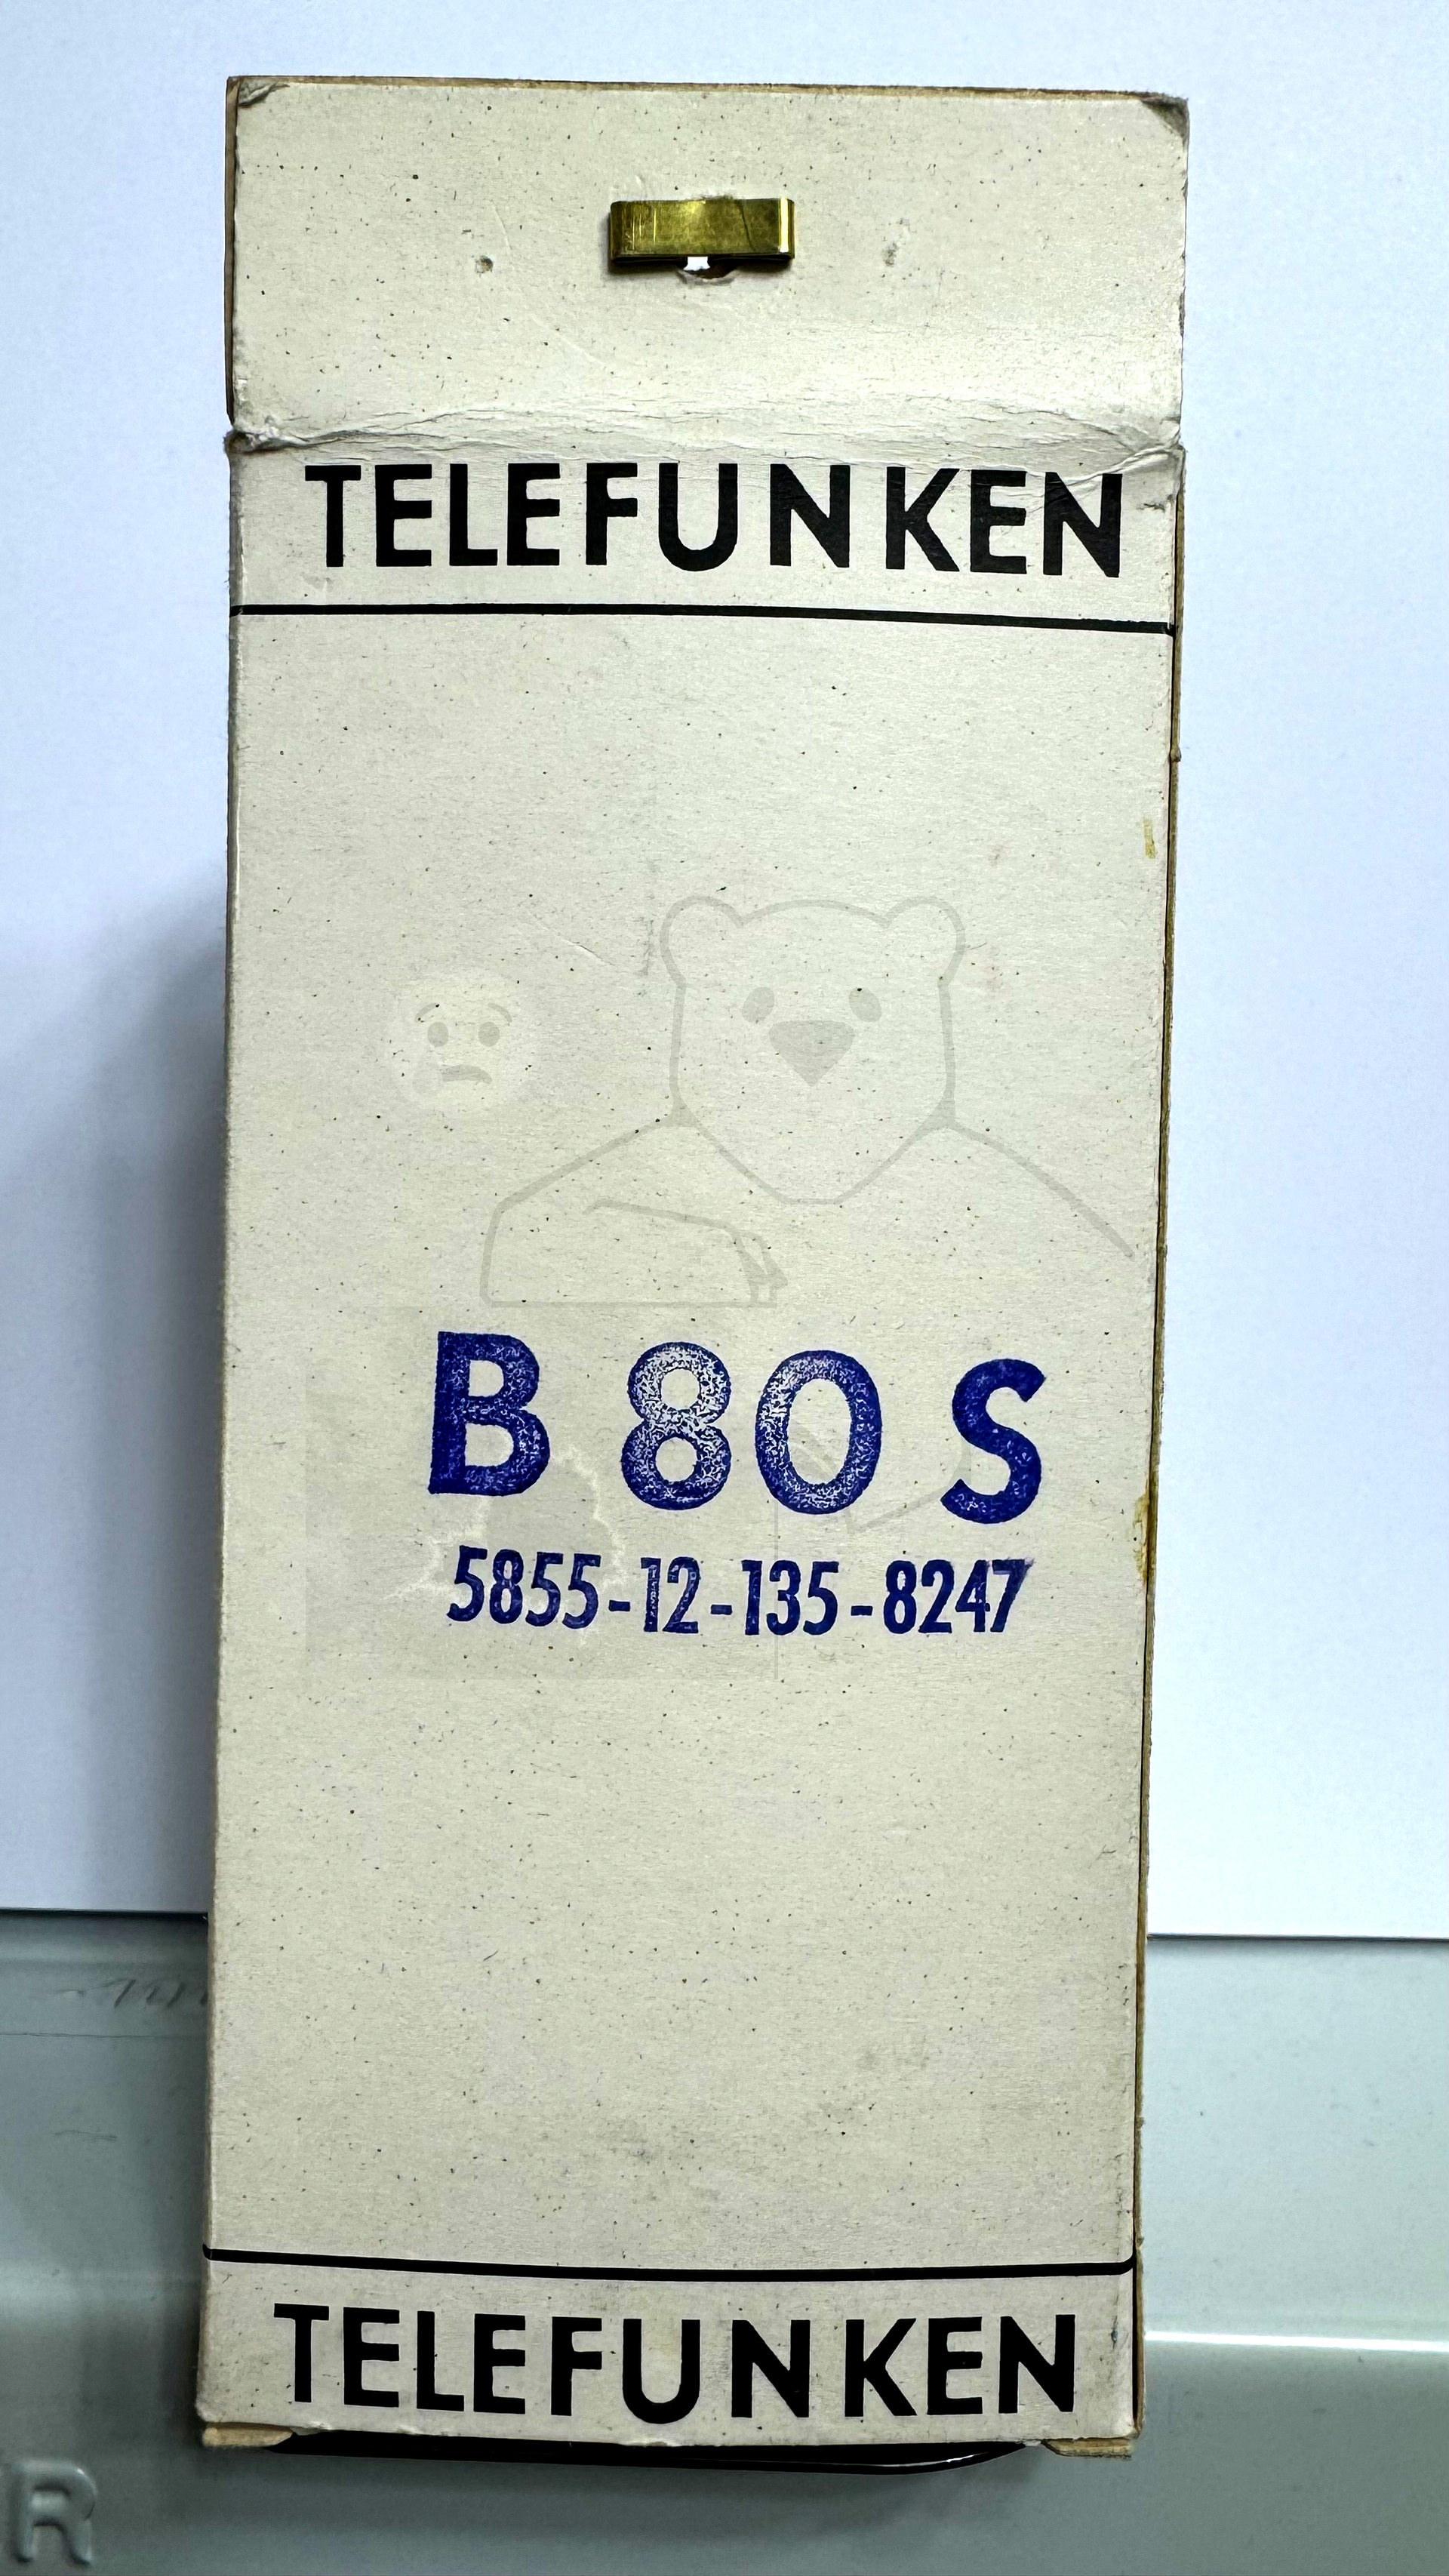 TELEFUNKEN
B 80 S
5855-12-135-8247
TELEFUNKEN
R